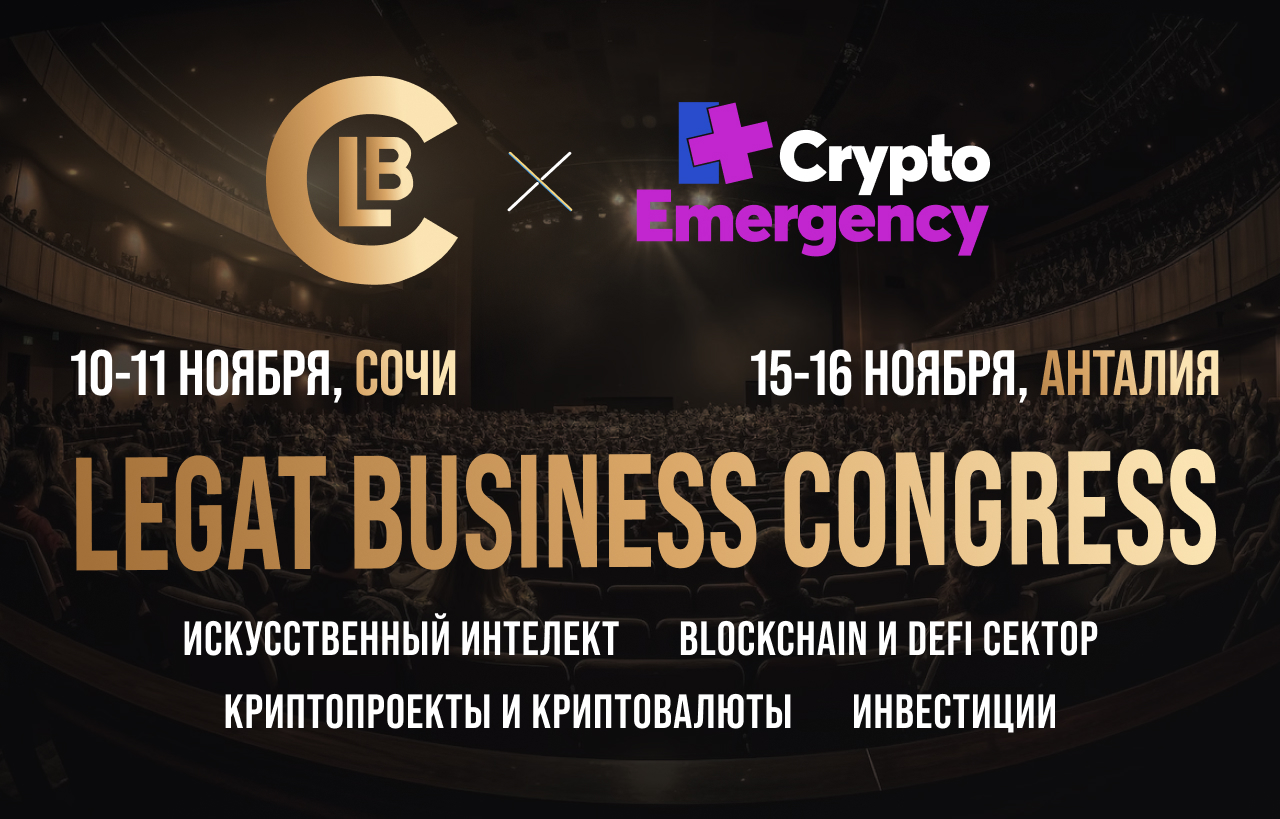 CLB
Crypto
Emergency
10-11 НОЯБРЯ, СОЧИ
15-16 НОЯБРЯ, АНТАЛИЯ
LEGAT BUSINESS CONGRESS
ИСКУССТВЕННЫЙ ИНТЕЛЕКТ
BLOCKCHAIN И DEFI СЕКТОР
КРИПТОПРОЕКТЫ И КРИПТОВАЛЮТЫ
ИНВЕСТИЦИИ